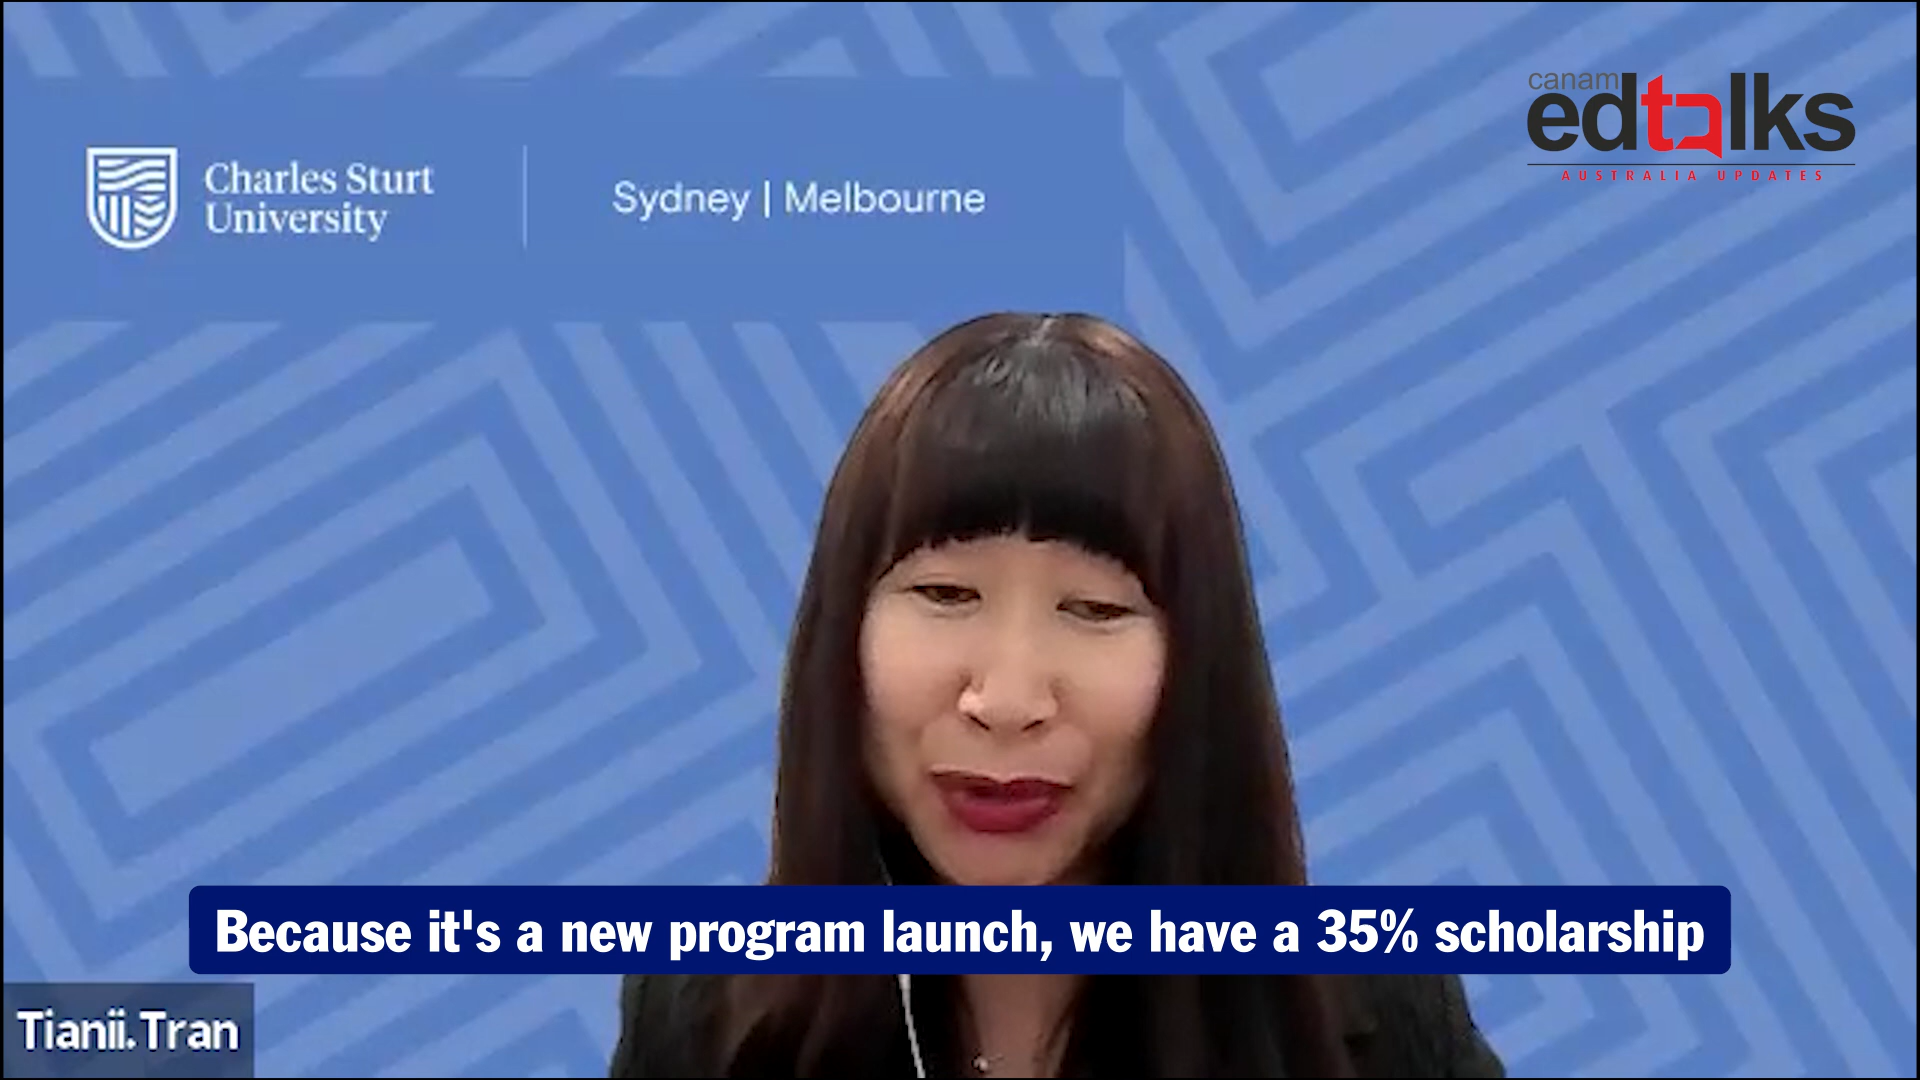 Charles Sturt
University
Sydney | Melbourne
canam
edtalks
AUSTRALIA UPDATES
Because it's a new program launch, we have a 35% scholarship
Tianii.Tran